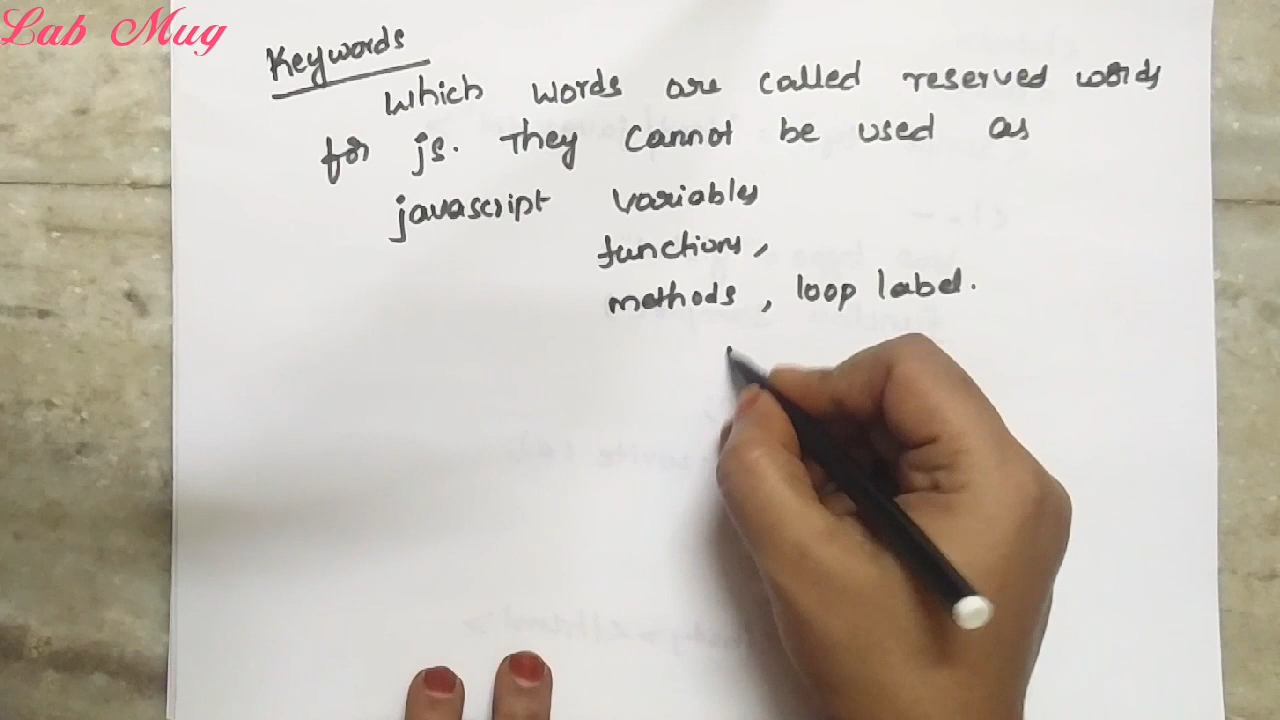 Lab Mug
Keywords
which words are called reserved words
for js. They cannot be used as
javascript variables
functions,
methods, loop label.